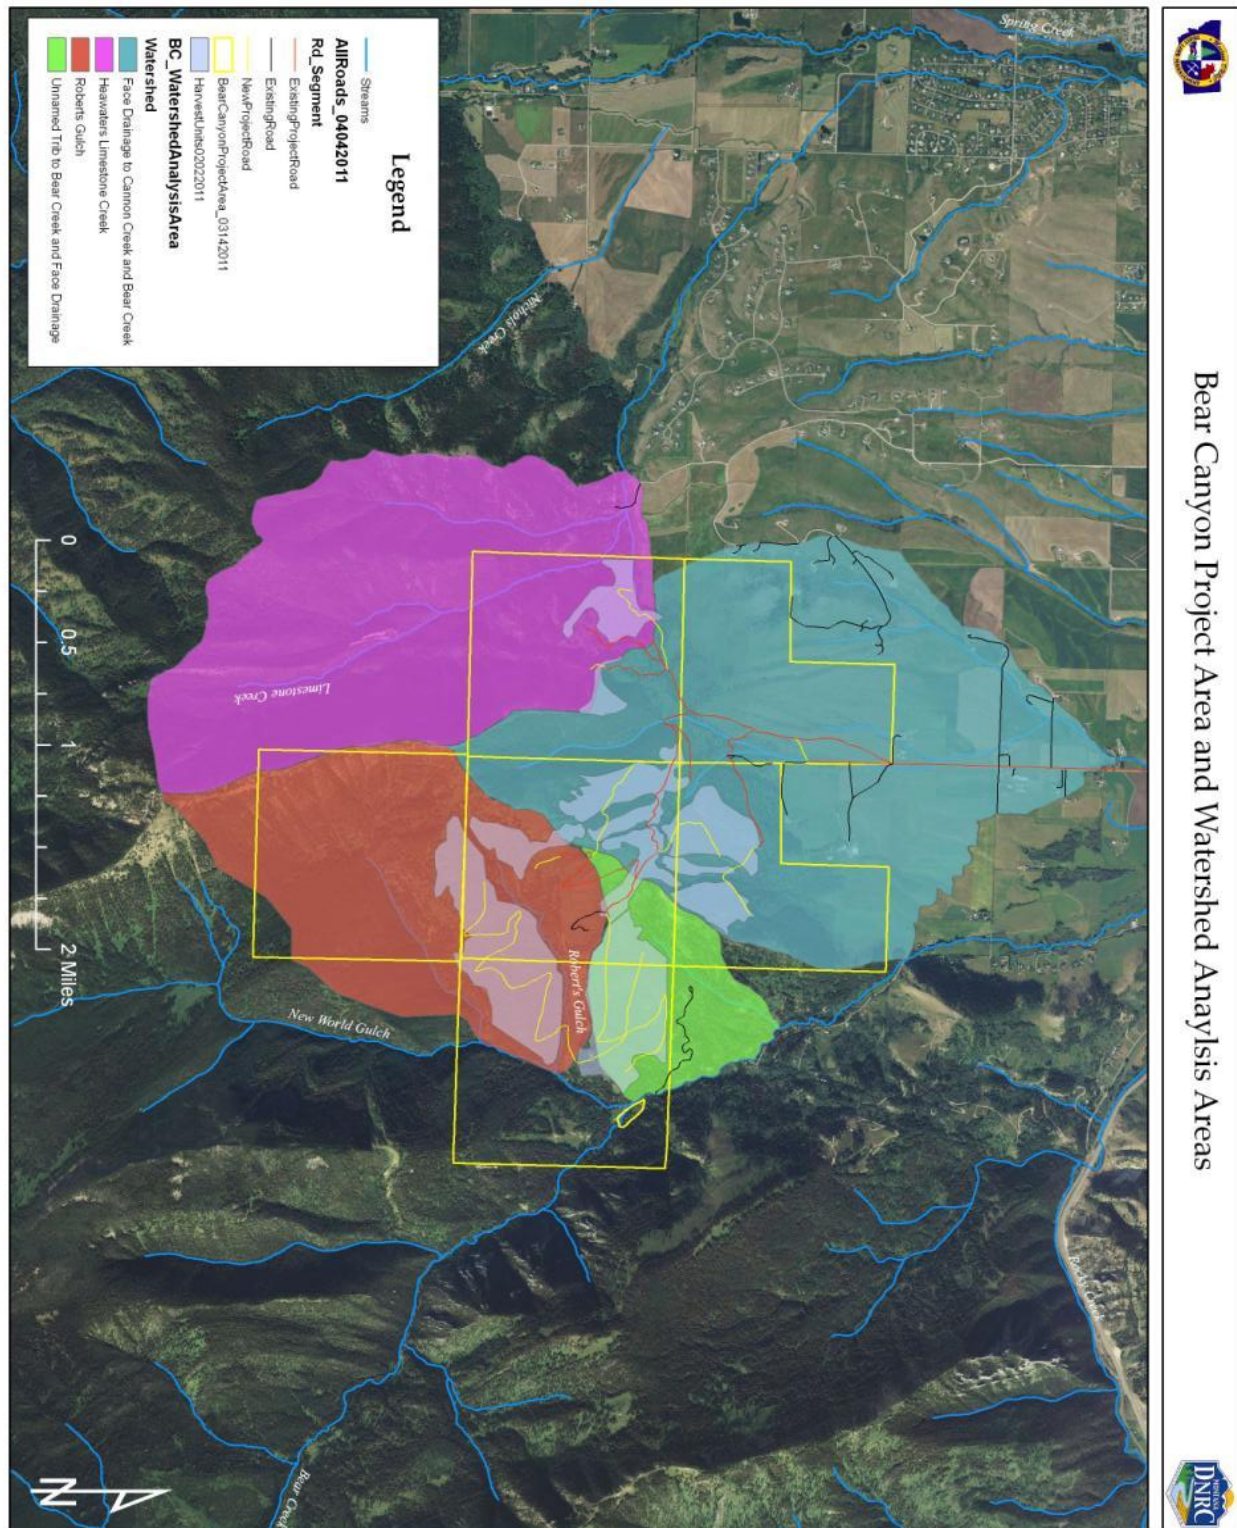 Bear Canyon Project Area and Watershed Anaylsis Areas
MONTANA
DNRC
Spring Creek
Nichols Creek
Limestone Creek
Robert's Gulch
New World Gulch
Bear Creek
Legend
Streams
AllRoads_04042011
Rd_Segment
ExistingProjectRoad
ExistingRoad
NewProjectRoad
BearCanyonProjectArea_03142011
HarvestUnits02022011
BC_WatershedAnalysisArea
Watershed
Face Drainage to Cannon Creek and Bear Creek
Heawaters Limestone Creek
Roberts Gulch
Unnamed Trib to Bear Creek and Face Drainage
0 0.5 1 2 Miles
N